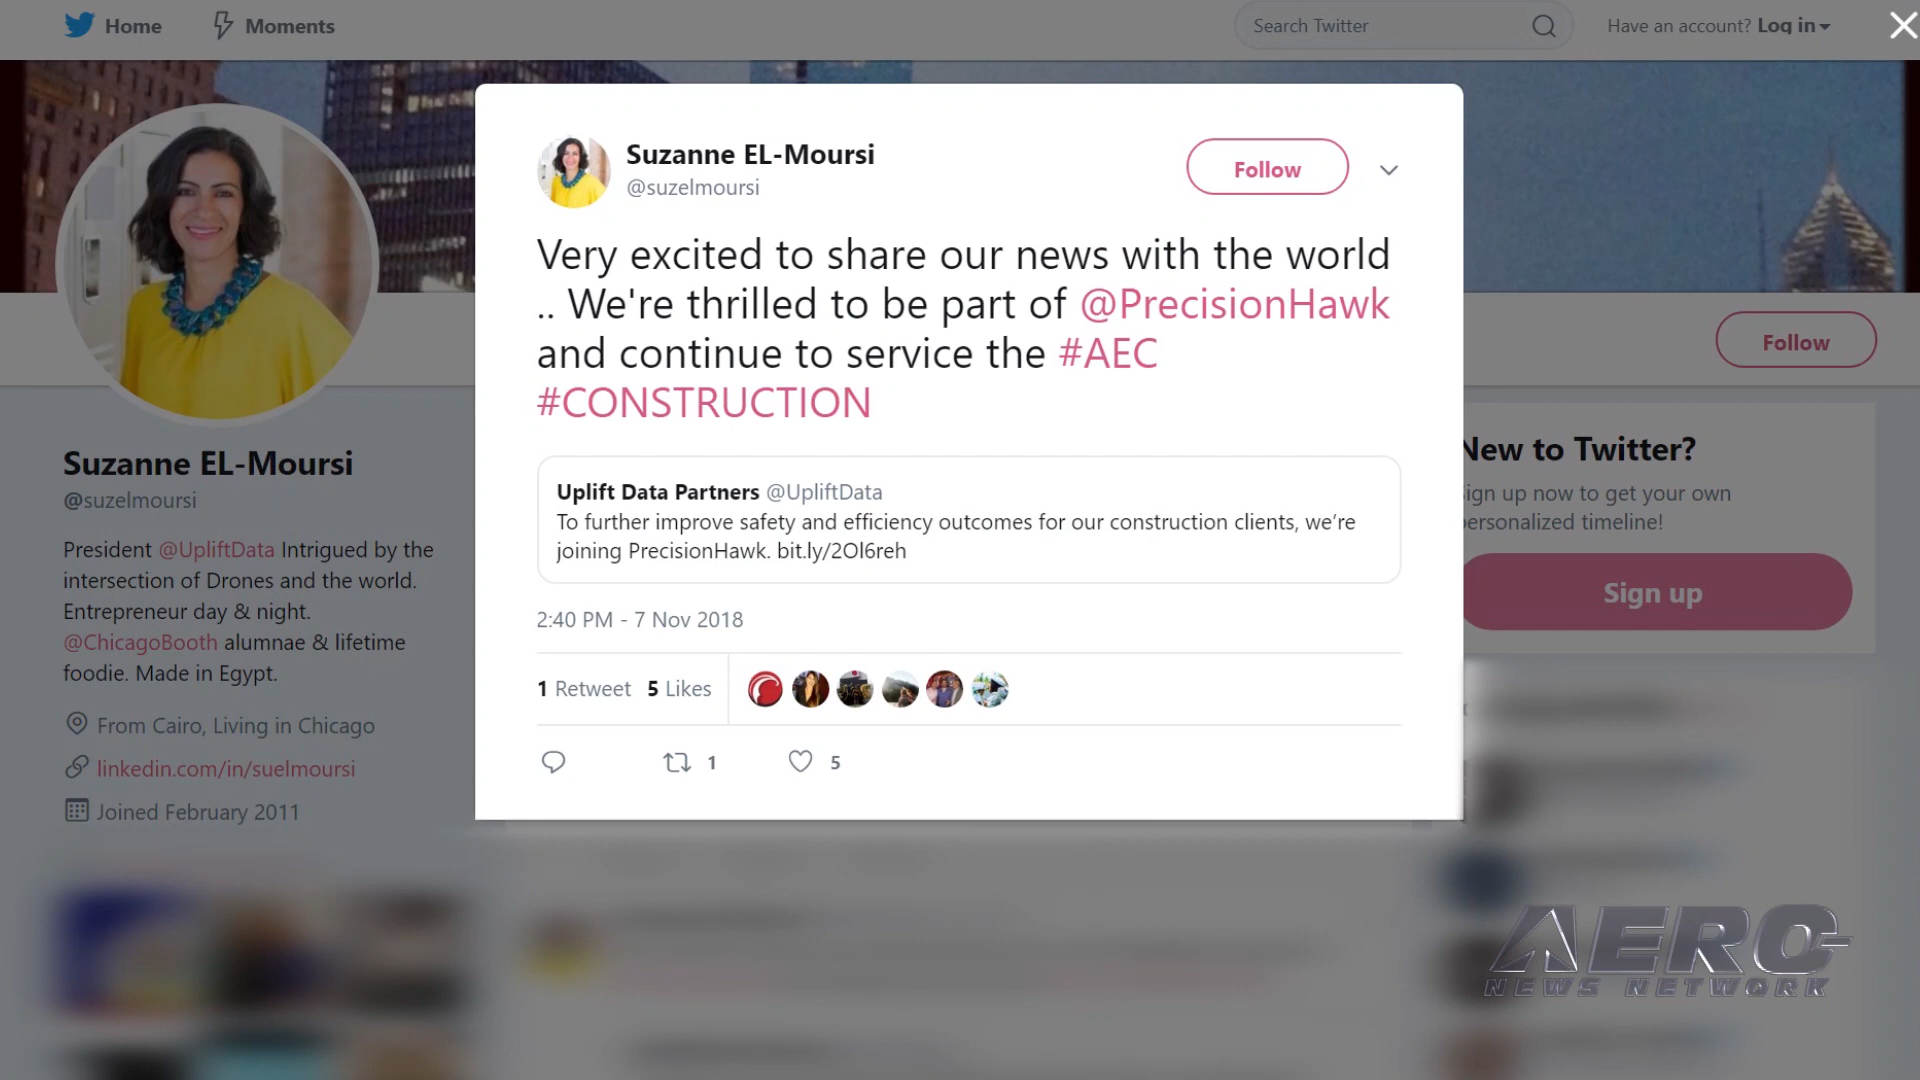 Home
Moments
Search Twitter
Have an account? Log in
Suzanne EL-Moursi
@suzelmoursi
Follow
Very excited to share our news with the world
.. We're thrilled to be part of @PrecisionHawk
and continue to service the #AEC
#CONSTRUCTION
Uplift Data Partners @UpliftData
To further improve safety and efficiency outcomes for our construction clients, we’re
joining PrecisionHawk. bit.ly/2Ol6reh
2:40 PM - 7 Nov 2018
1 Retweet 5 Likes
1
5
Suzanne EL-Moursi
@suzelmoursi
President @UpliftData Intrigued by the
intersection of Drones and the world.
Entrepreneur day & night.
@ChicagoBooth alumnae & lifetime
foodie. Made in Egypt.
From Cairo, Living in Chicago
linkedin.com/in/suelmoursi
Joined February 2011
Follow
New to Twitter?
sign up now to get your own
personalized timeline!
Sign up
AERO-
NEWS NETWORK